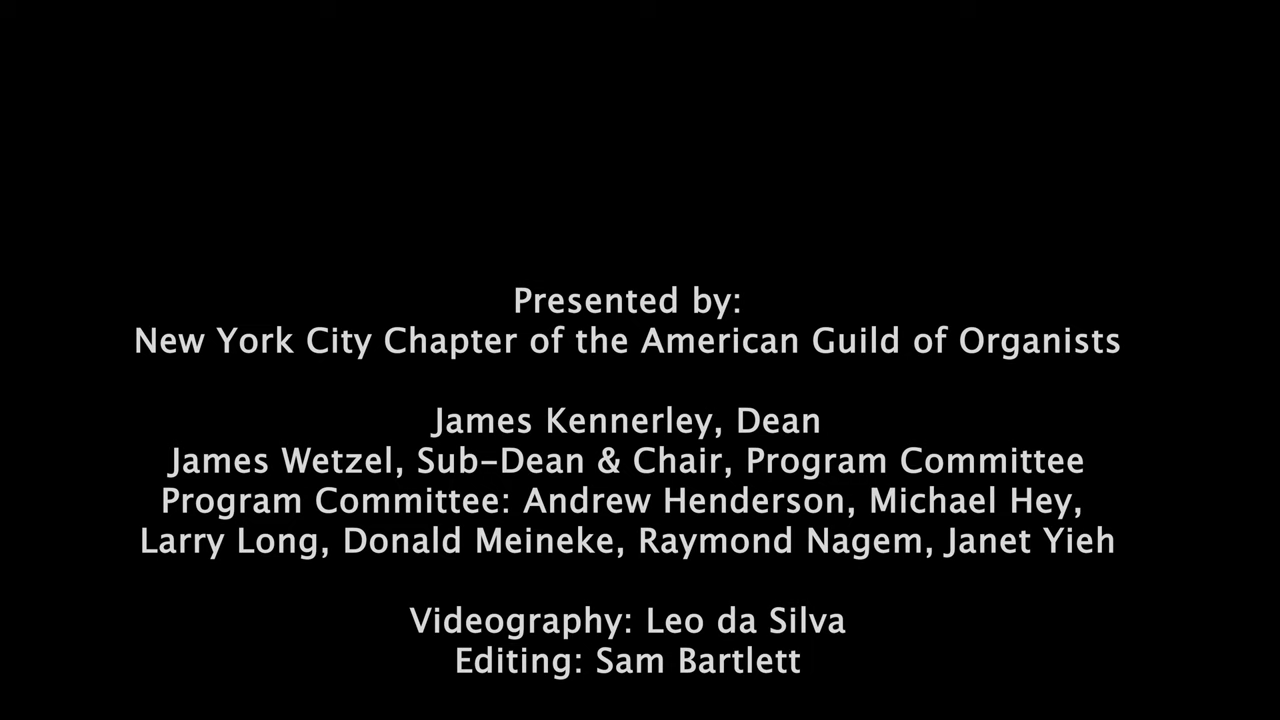 Presented by:
New York City Chapter of the American Guild of Organists
James Kennerley, Dean
James Wetzel, Sub-Dean & Chair, Program Committee
Program Committee: Andrew Henderson, Michael Hey,
Larry Long, Donald Meineke, Raymond Nagem, Janet Yieh
Videography: Leo da Silva
Editing: Sam Bartlett